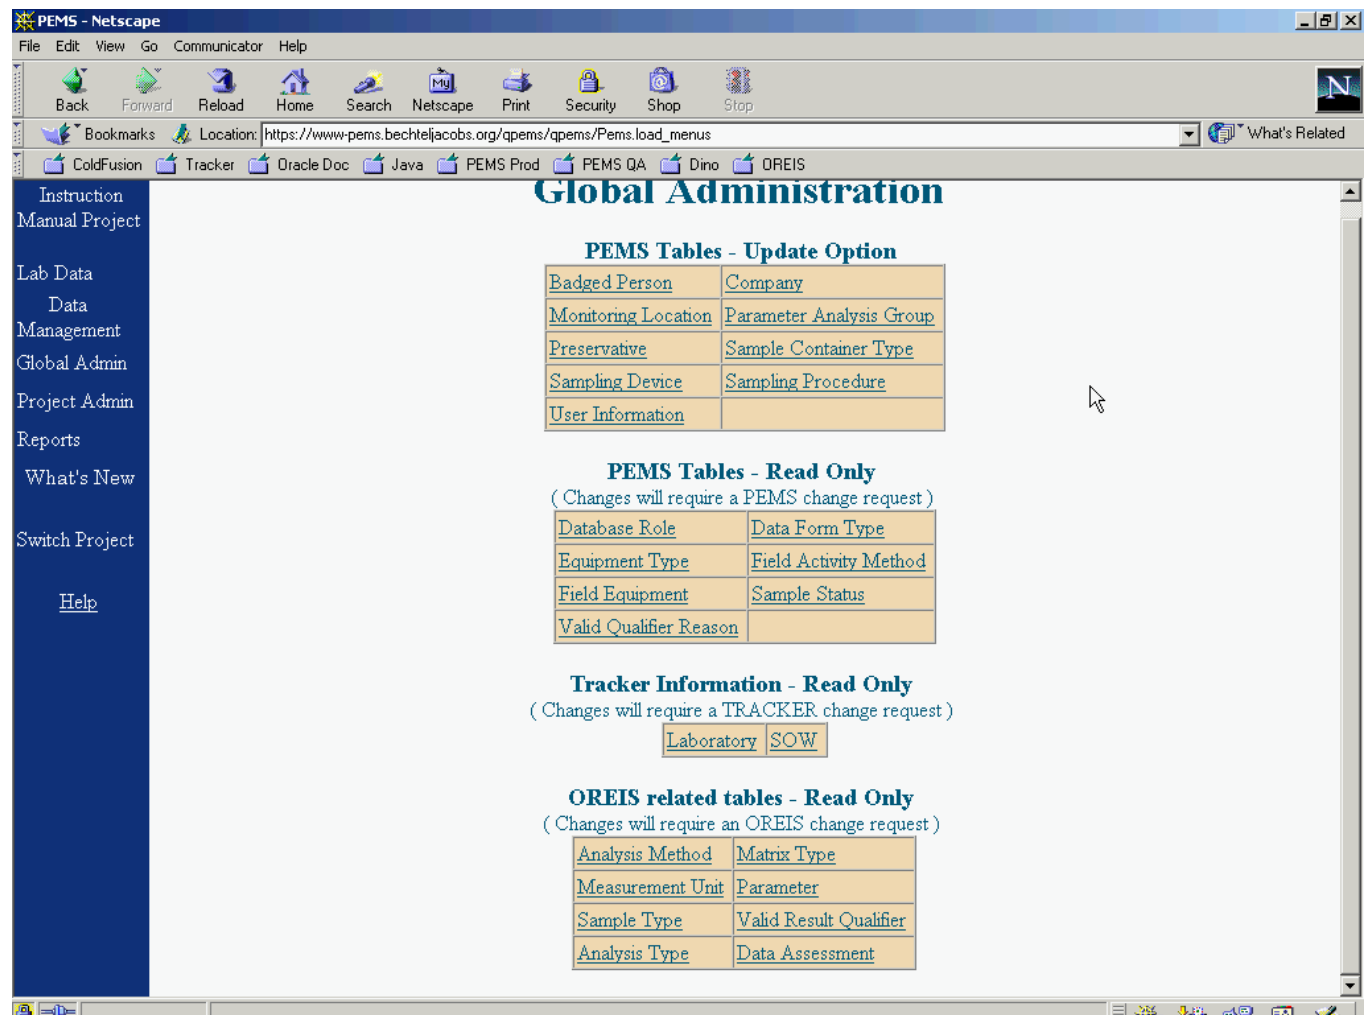 PEMS - Netscape
File Edit View Go Communicator Help
My
N
Back Forward Reload Home Search Netscape Print Security Shop Stop
Bookmarks Location: https://www-pems.bechteljacobs.org/qpems/qpems/Pems.load_menus What's Related
ColdFusion Tracker Oracle Doc Java PEMS Prod PEMS QA Dino OREIS
Instruction
Manual Project
Lab Data
Data
Management
Global Admin
Project Admin
Reports
What's New
Switch Project
Help
Global Administration
PEMS Tables - Update Option
Badged Person Company
Monitoring Location Parameter Analysis Group
Preservative Sample Container Type
Sampling Device Sampling Procedure
User Information
PEMS Tables - Read Only
( Changes will require a PEMS change request )
Database Role Data Form Type
Equipment Type Field Activity Method
Field Equipment Sample Status
Valid Qualifier Reason
Tracker Information - Read Only
( Changes will require a TRACKER change request )
Laboratory SOW
OREIS related tables - Read Only
( Changes will require an OREIS change request )
Analysis Method Matrix Type
Measurement Unit Parameter
Sample Type Valid Result Qualifier
Analysis Type Data Assessment